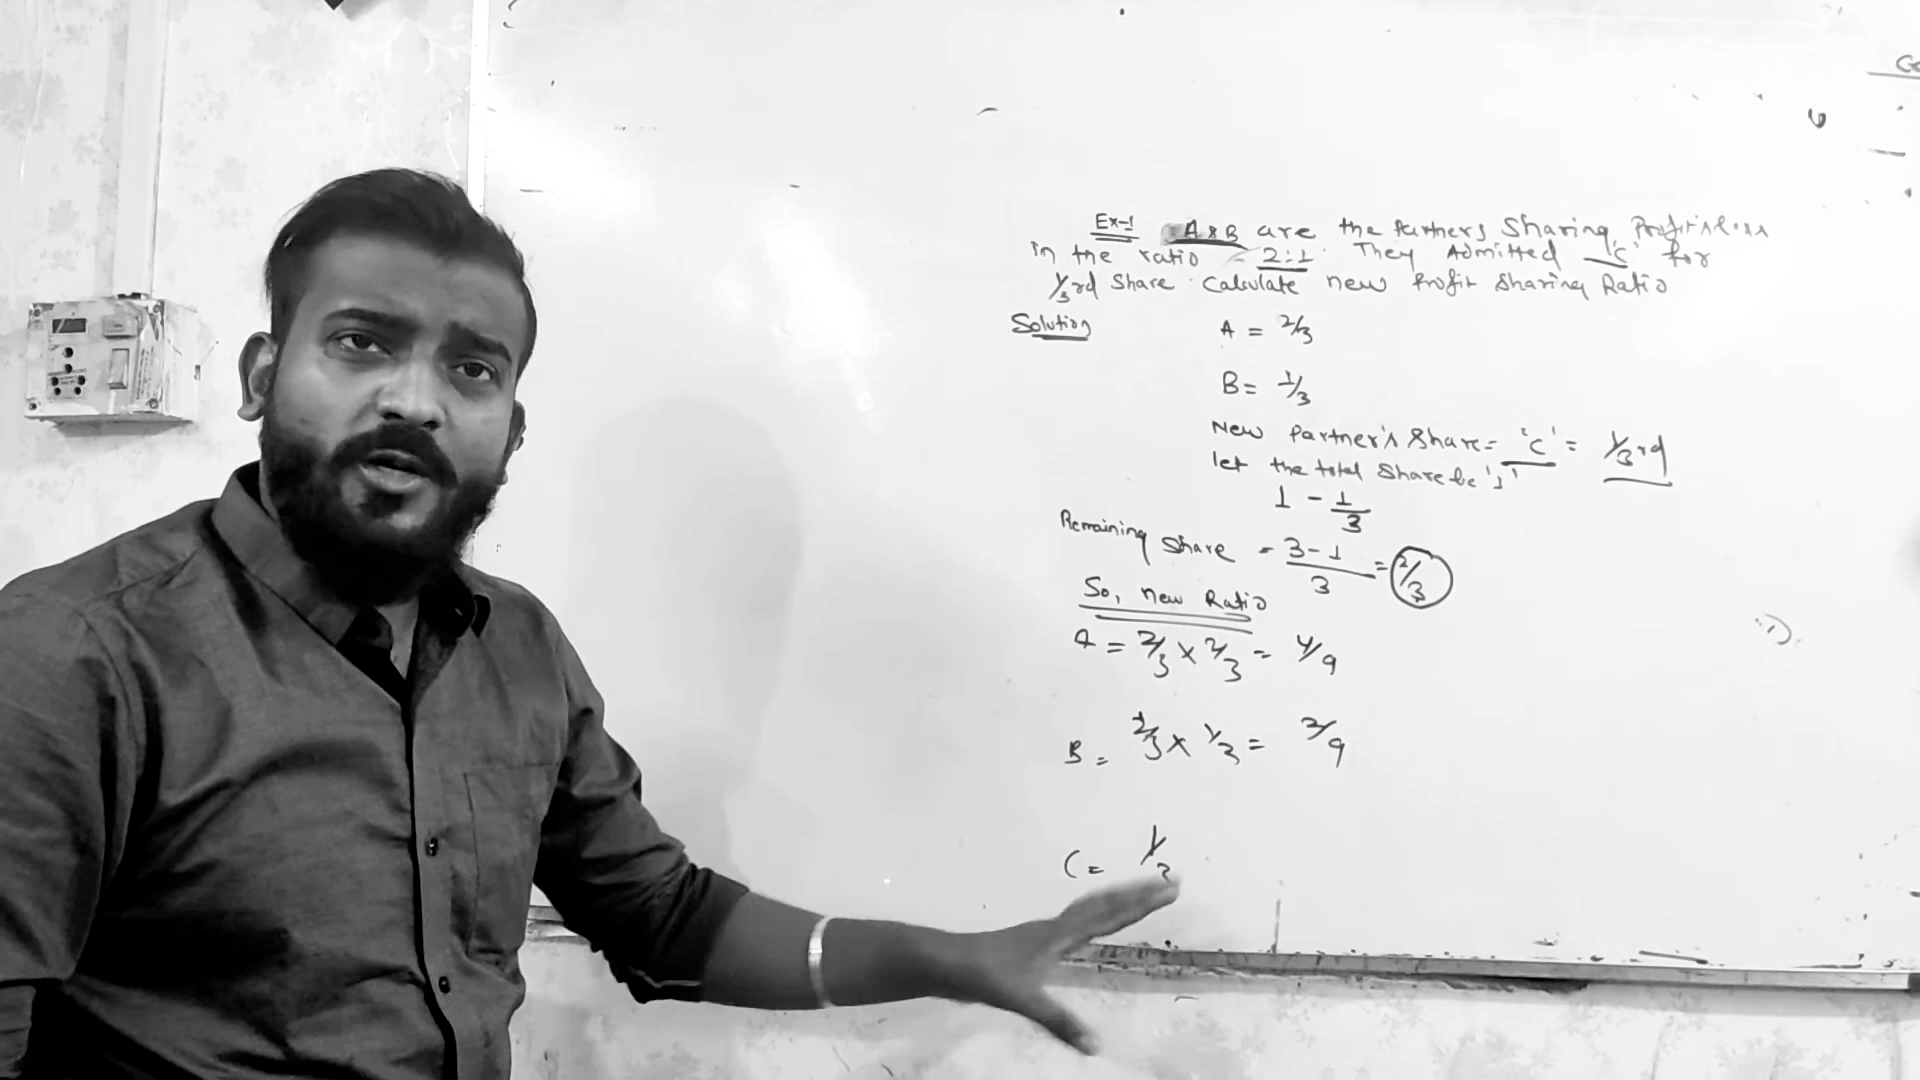 Ex-1 A & B are the Partners Sharing Profit & loss
in the ratio - 2:1. They Admitted 'C' for
1/3rd Share. Calculate new Profit Sharing Ratio
Solution
A = 2/3
B = 1/3
New Partner's Share = 'C' = 1/3rd
let the total Share be '1'
1 - 1/3
Remaining Share = 3-1/3 = 2/3
So, new Ratio
A = 2/3 x 2/3 = 4/9
B = 2/3 x 1/3 = 2/9
C = 1/3